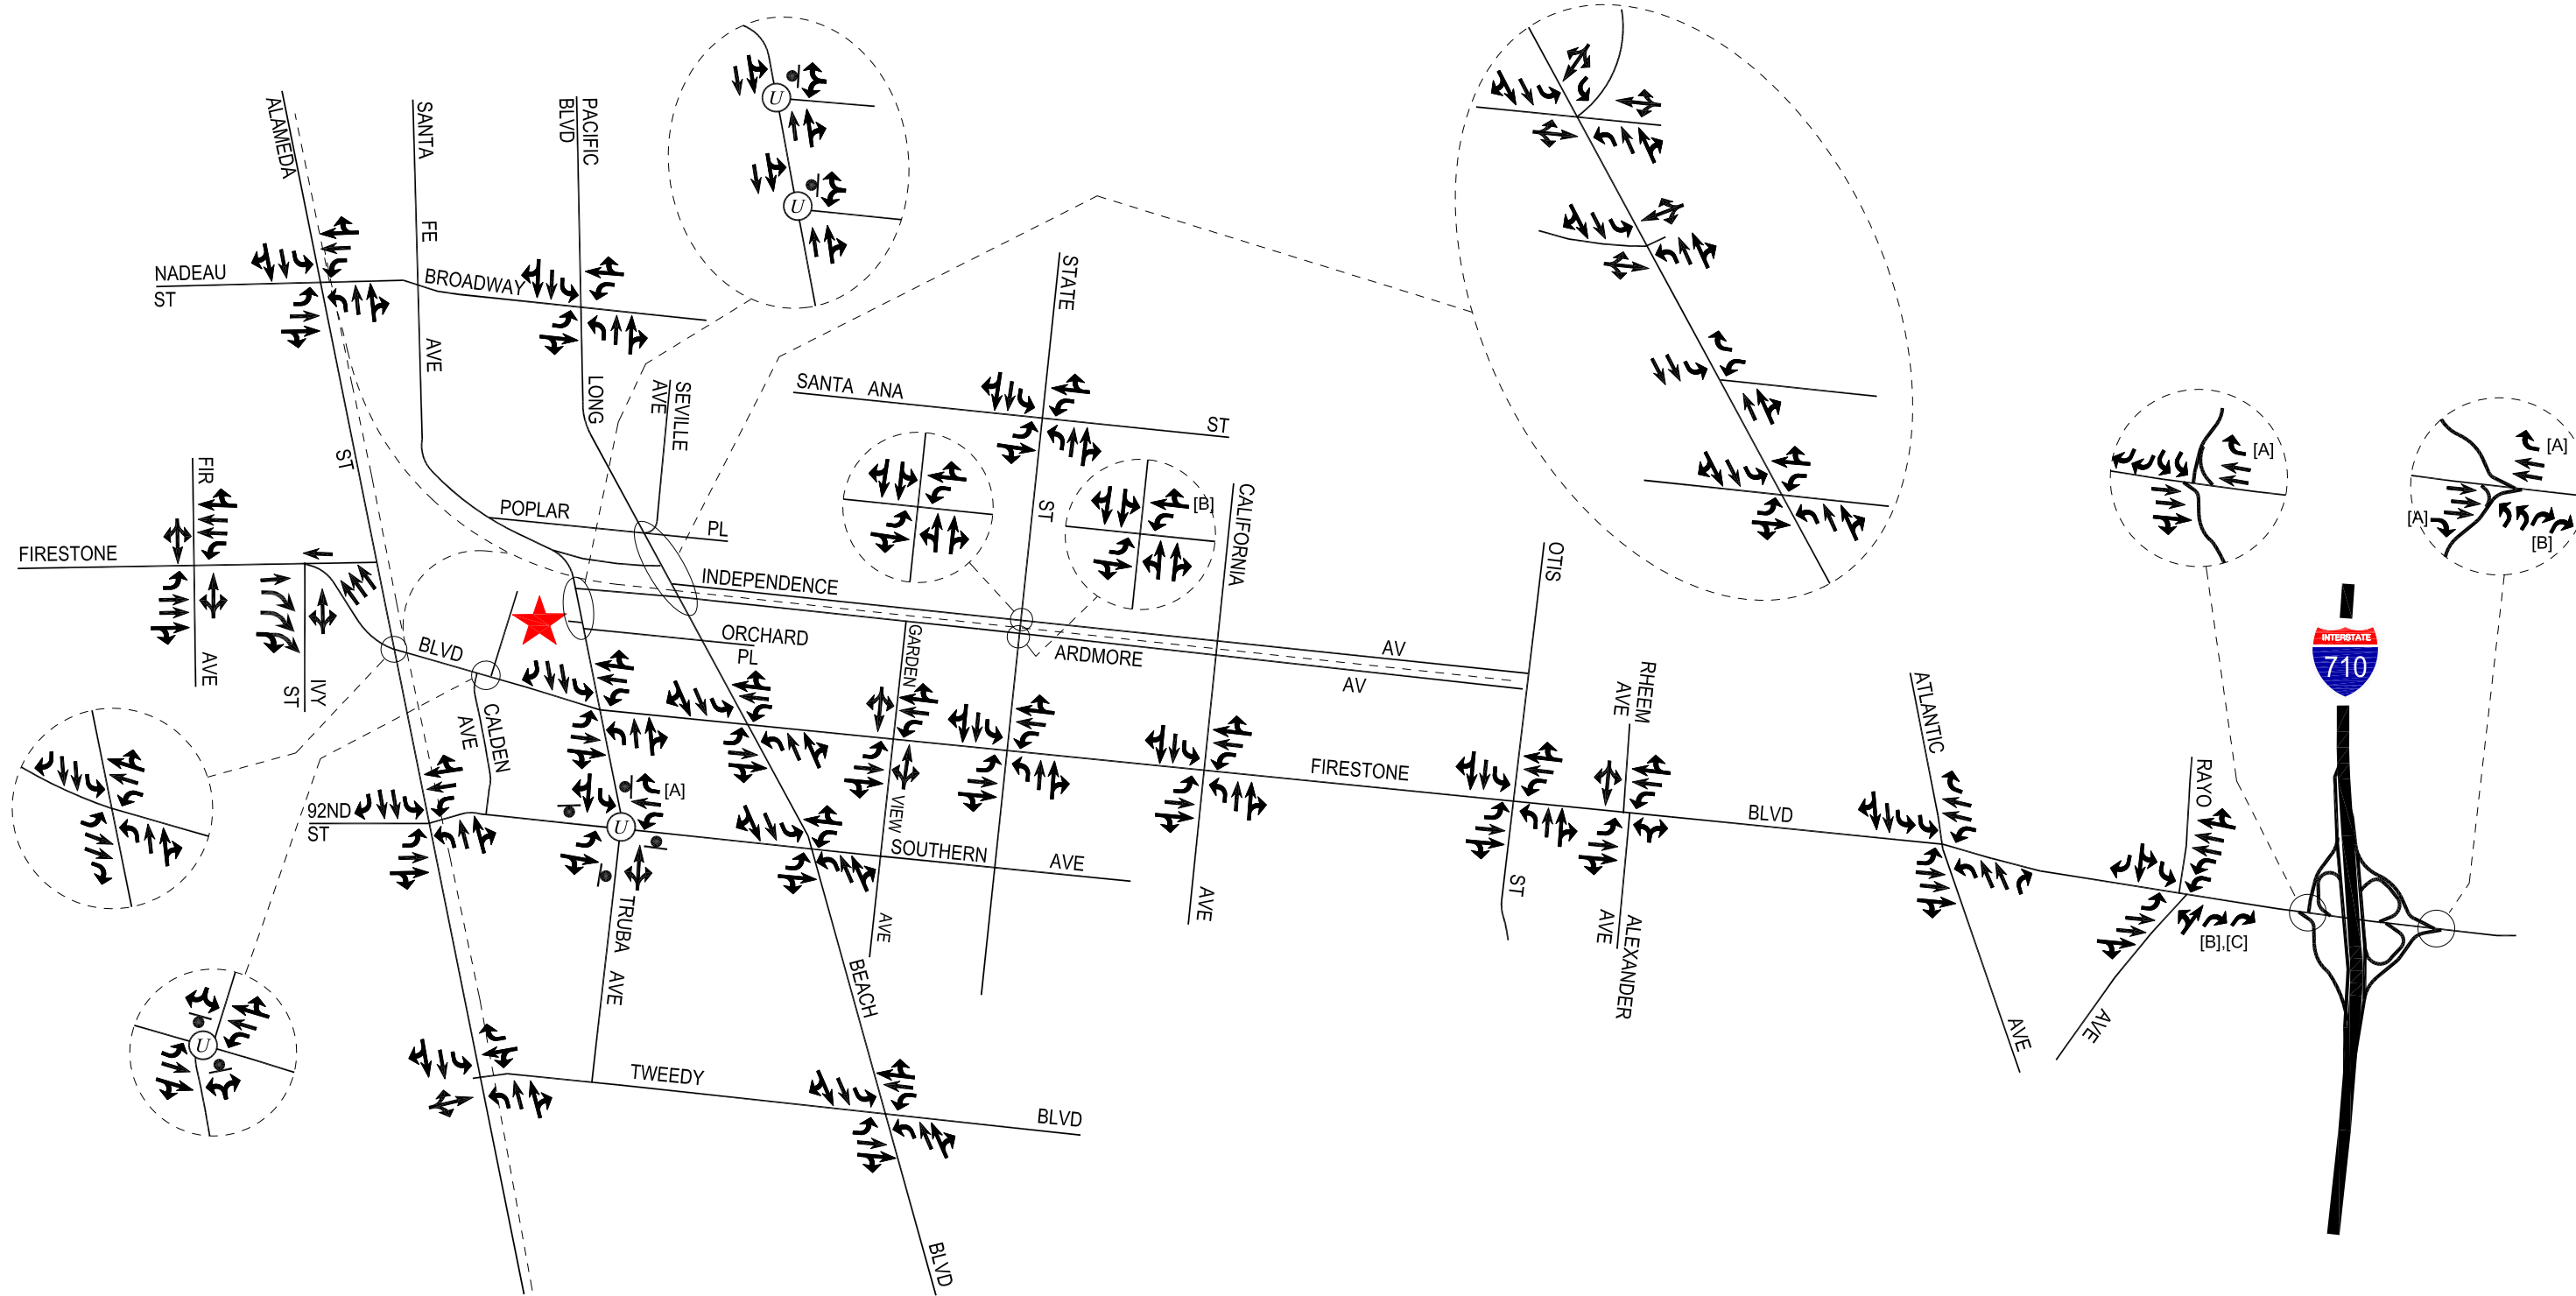 ALAMEDA
ST
SANTA
FE
AVE
PACIFIC
BLVD
LONG
BEACH
BLVD
U
U
NADEAU
ST
BROADWAY
STATE
ST
SEVILLE
AVE
SANTA ANA
ST
[A]
[A]
[A]
[B]
[B]
CALIFORNIA
AVE
FIR
AVE
POPLAR
PL
FIRESTONE
INDEPENDENCE
AV
OTIS
ST
ORCHARD
PL
GARDEN
VIEW
AVE
ARDMORE
AV
BLVD
IVY
ST
CALDEN
AVE
RHEEM
AVE
INTERSTATE
710
ATLANTIC
AVE
RAYO
AVE
FIRESTONE
BLVD
[A]
U
92ND
ST
SOUTHERN
AVE
TRUBA
AVE
ALEXANDER
AVE
[B],[C]
U
TWEEDY
BLVD